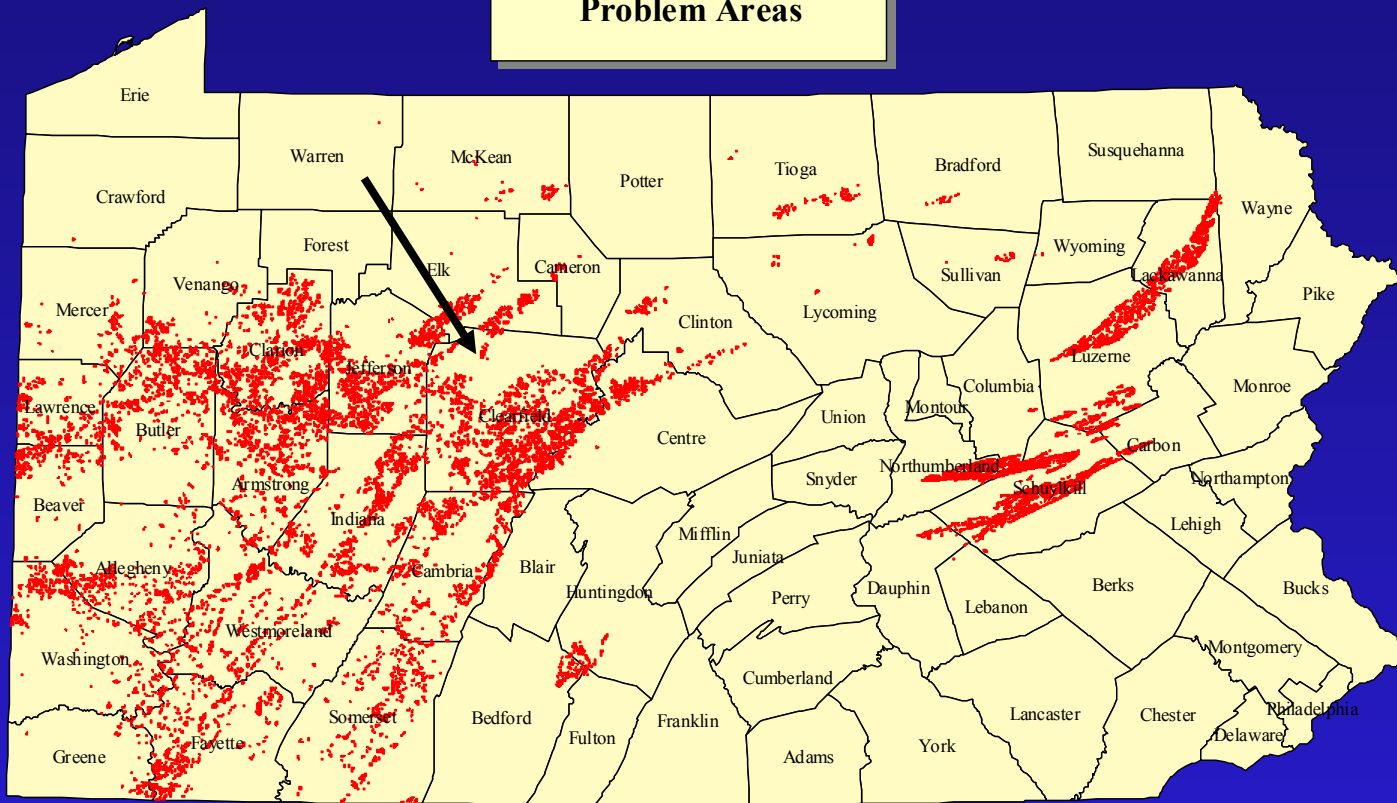 Problem Areas
Erie
Warren
McKean
Potter
Tioga
Bradford
Susquehanna
Crawford
Wayne
Forest
Wyoming
Venango
Elk
Cameron
Sullivan
Lackawanna
Mercer
Pike
Lycoming
Clinton
Clarion
Jefferson
Luzerne
Columbia
Monroe
Lawrence
Montour
Clearfield
Union
Butler
Centre
Carbon
Northumberland
Snyder
Northampton
Armstrong
Schuylkill
Beaver
Indiana
Lehigh
Mifflin
Juniata
Allegheny
Cambria
Blair
Huntingdon
Dauphin
Berks
Bucks
Perry
Lebanon
Westmoreland
Montgomery
Washington
Cumberland
Philadelphia
Somerset
Bedford
Franklin
Lancaster
Chester
Delaware
Fulton
Fayette
York
Greene
Adams